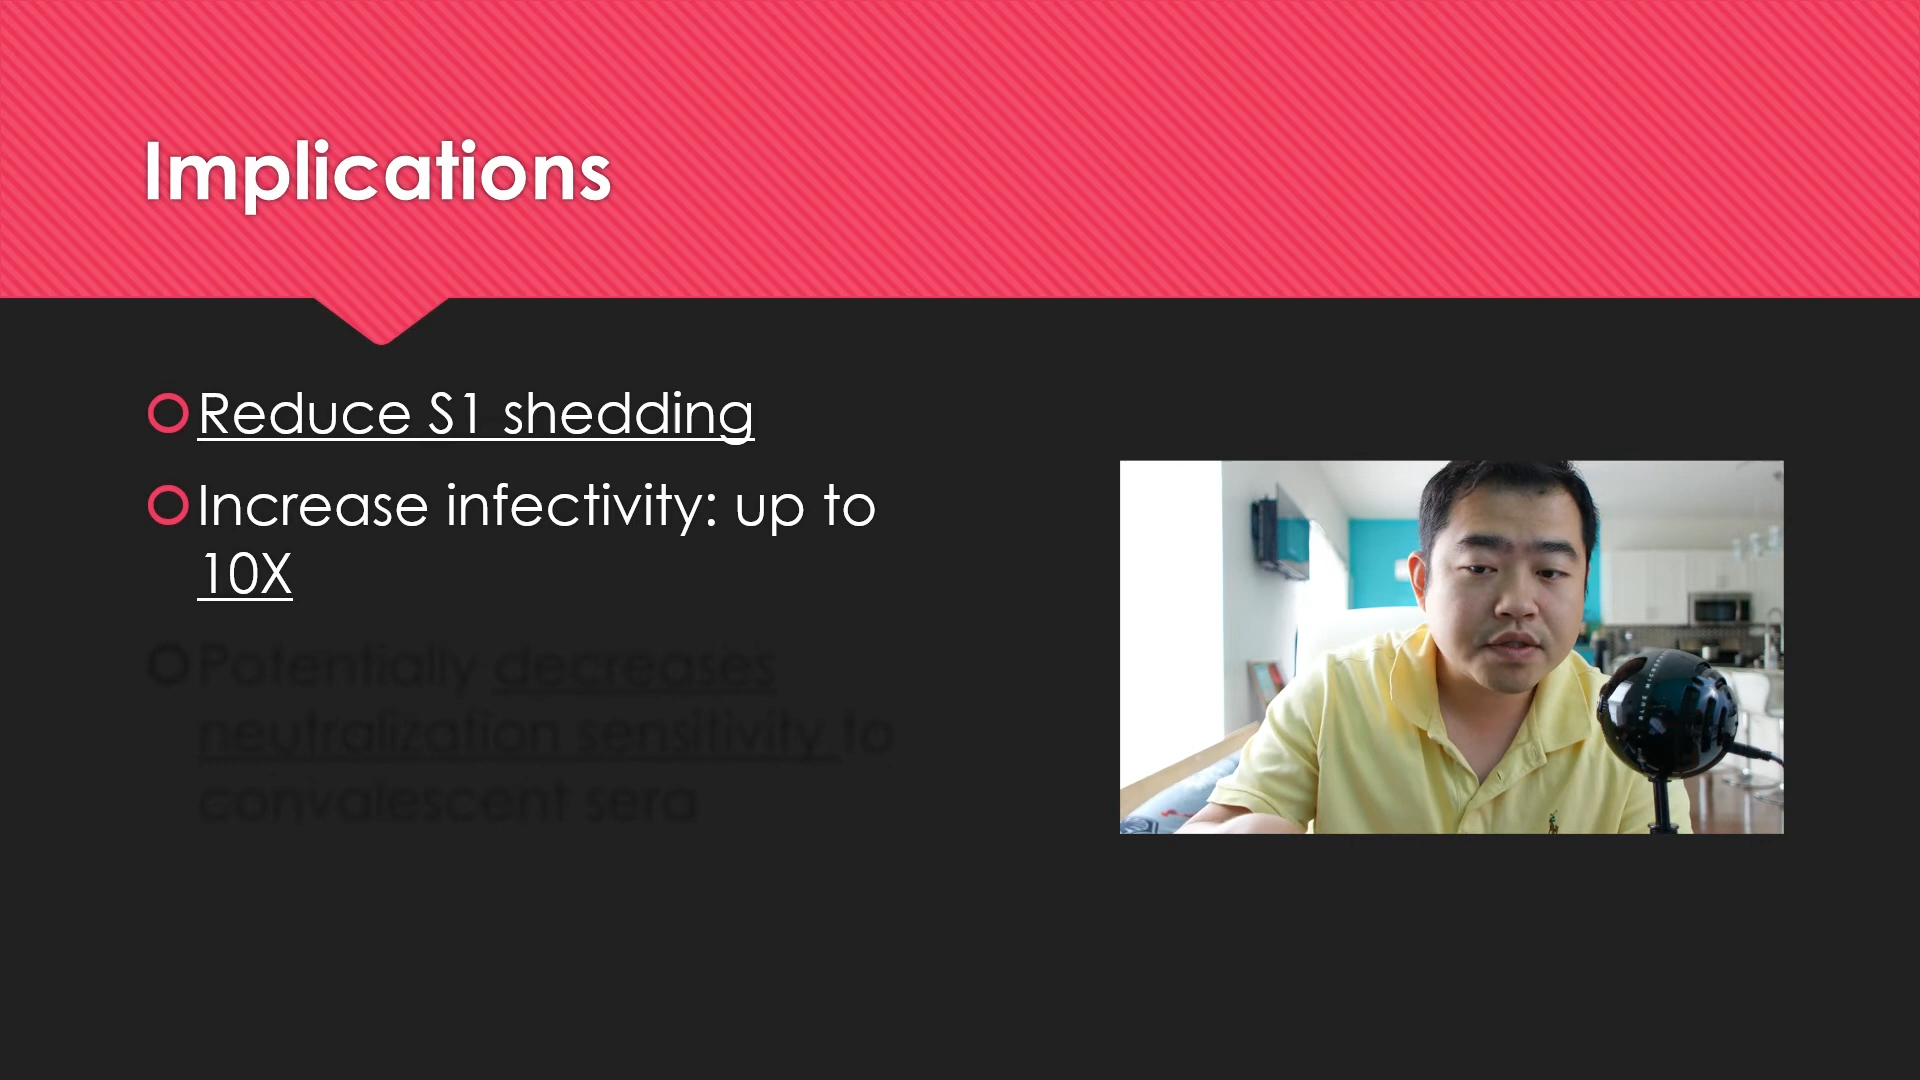 Implications
Reduce S1 shedding
Increase infectivity: up to
10X
Potentially decreases
neutralization sensitivity to
convalescent sera